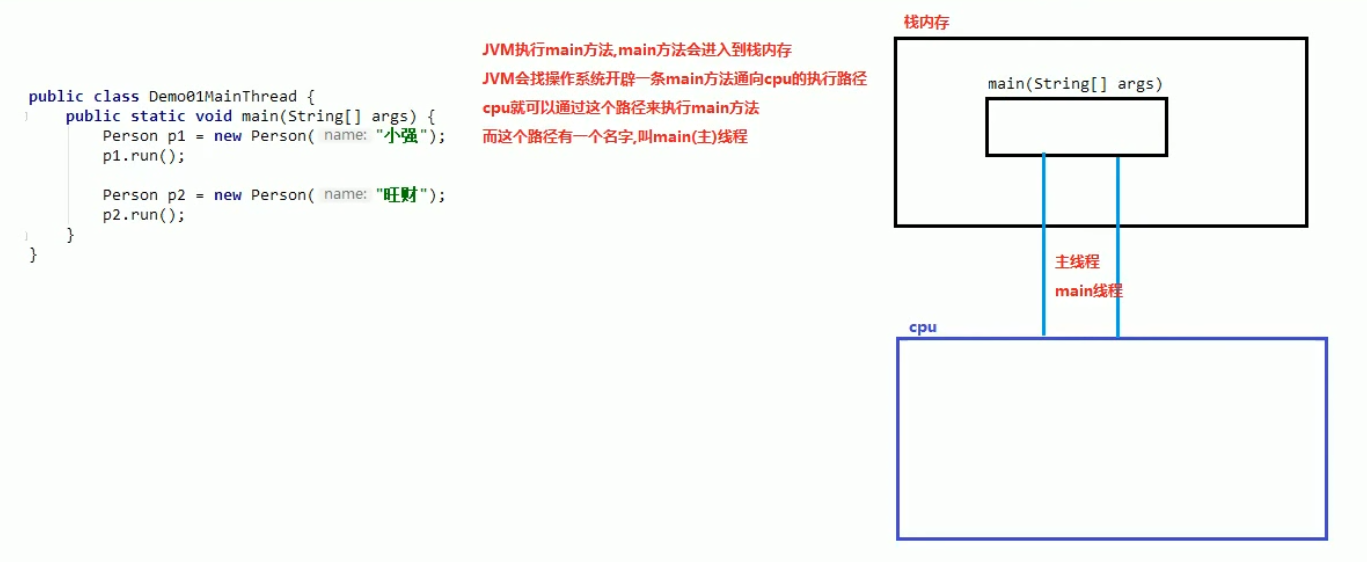 public class Demo01MainThread {
public static void main(String[] args) {
Person p1 = new Person( name: "小强");
p1.run();
Person p2 = new Person( name: "旺财");
p2.run();
}
}
JVM执行main方法,main方法会进入到栈内存
JVM会找操作系统开辟一条main方法通向cpu的执行路径
cpu就可以通过这个路径来执行main方法
而这个路径有一个名字,叫main(主)线程
栈内存
main(String[] args)
主线程
main线程
cpu